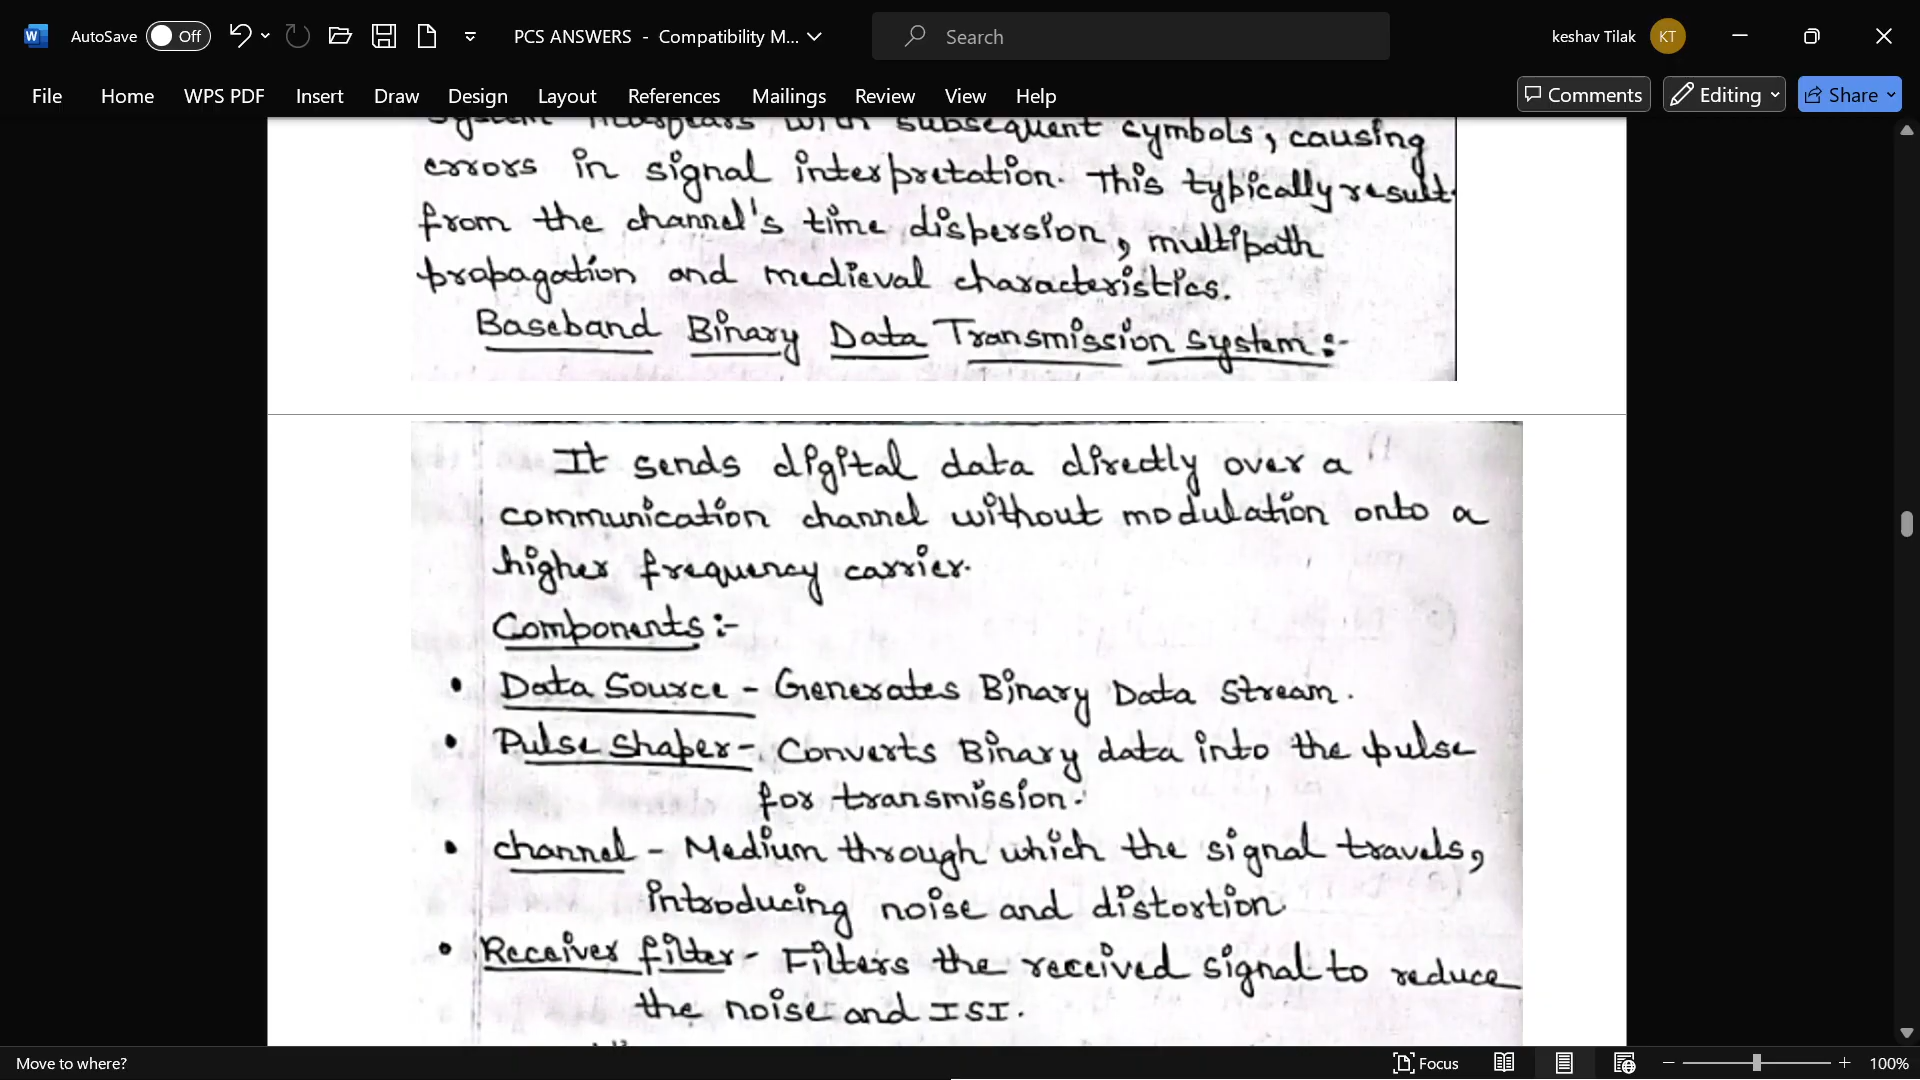 AutoSave Off PCS ANSWERS - Compatibility M... Search keshav Tilak KT
File Home WPS PDF Insert Draw Design Layout References Mailings Review View Help Comments Editing Share
System with subsequent symbols, causing
errors in signal interpretation. This typically result
from the channel's time dispersion, multipath
propagation and medieval characteristics.
Baseband Binary Data Transmission System :-
It sends digital data directly over a
communication channel without modulation onto a
higher frequency carrier.
Components :-
• Data Source - Generates Binary Data Stream.
• Pulse Shaper - Converts Binary data into the pulse
for transmission.
• channel - Medium through which the signal travels,
introducing noise and distortion
• Receiver filter - Filters the received signal to reduce
the noise and ISI.
Move to where? Focus 100%